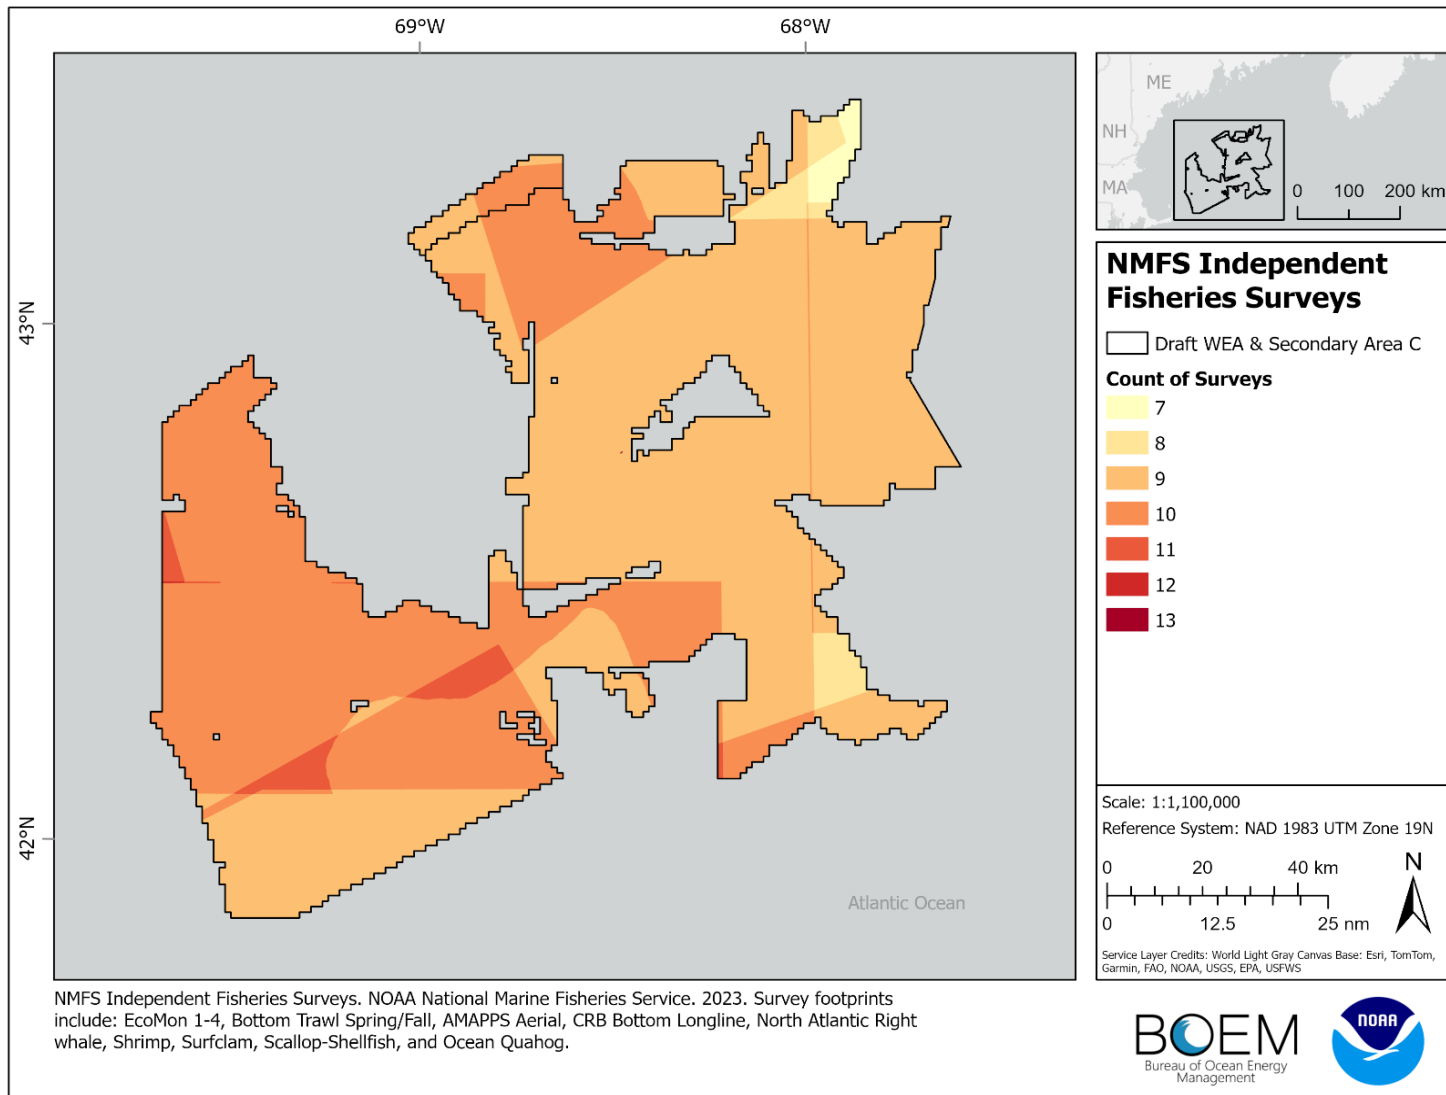 69°W
68°W
43°N
42°N
Atlantic Ocean
ME
NH
MA
0 100 200 km
NMFS Independent
Fisheries Surveys
Draft WEA & Secondary Area C
Count of Surveys
7
8
9
10
11
12
13
Scale: 1:1,100,000
Reference System: NAD 1983 UTM Zone 19N
0 20 40 km
N
0 12.5 25 nm
Service Layer Credits: World Light Gray Canvas Base: Esri, TomTom,
Garmin, FAO, NOAA, USGS, EPA, USFWS
NMFS Independent Fisheries Surveys. NOAA National Marine Fisheries Service. 2023. Survey footprints
include: EcoMon 1-4, Bottom Trawl Spring/Fall, AMAPPS Aerial, CRB Bottom Longline, North Atlantic Right
whale, Shrimp, Surfclam, Scallop-Shellfish, and Ocean Quahog.
BOEM
Bureau of Ocean Energy
Management
NOAA